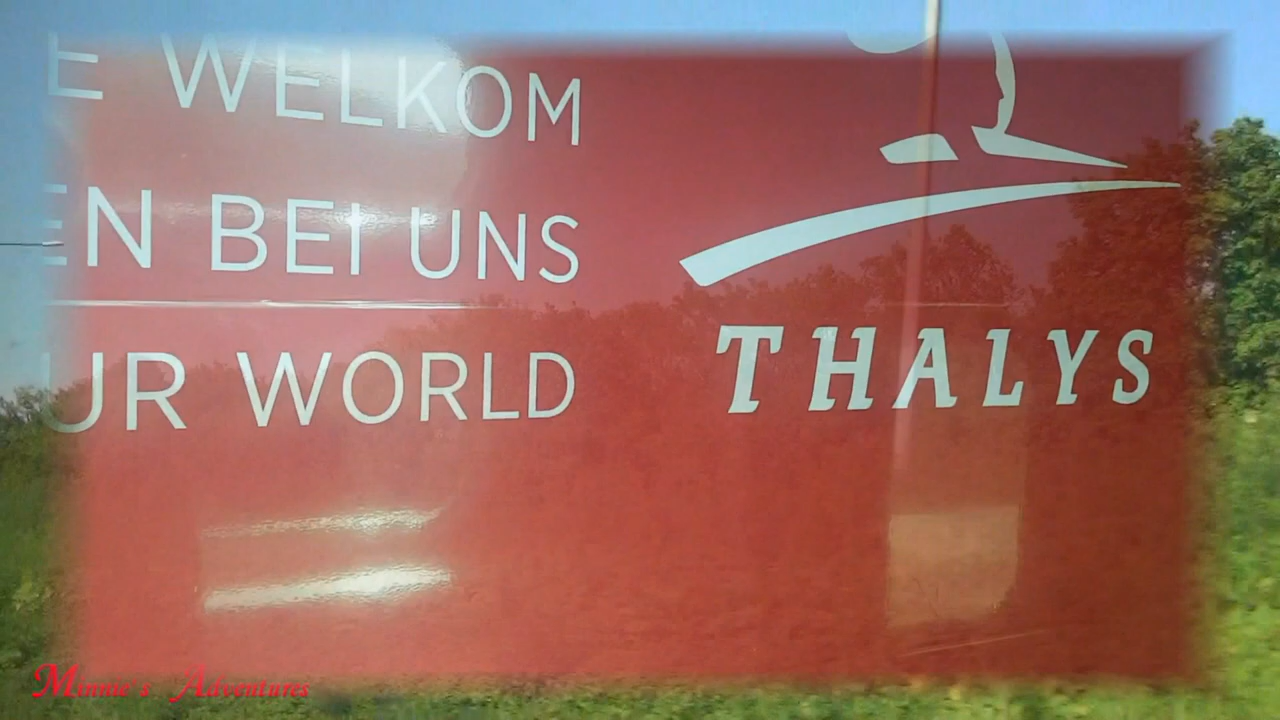 E WELKOM
EN BEI UNS
UR WORLD
THALYS
Minnie's Adventures